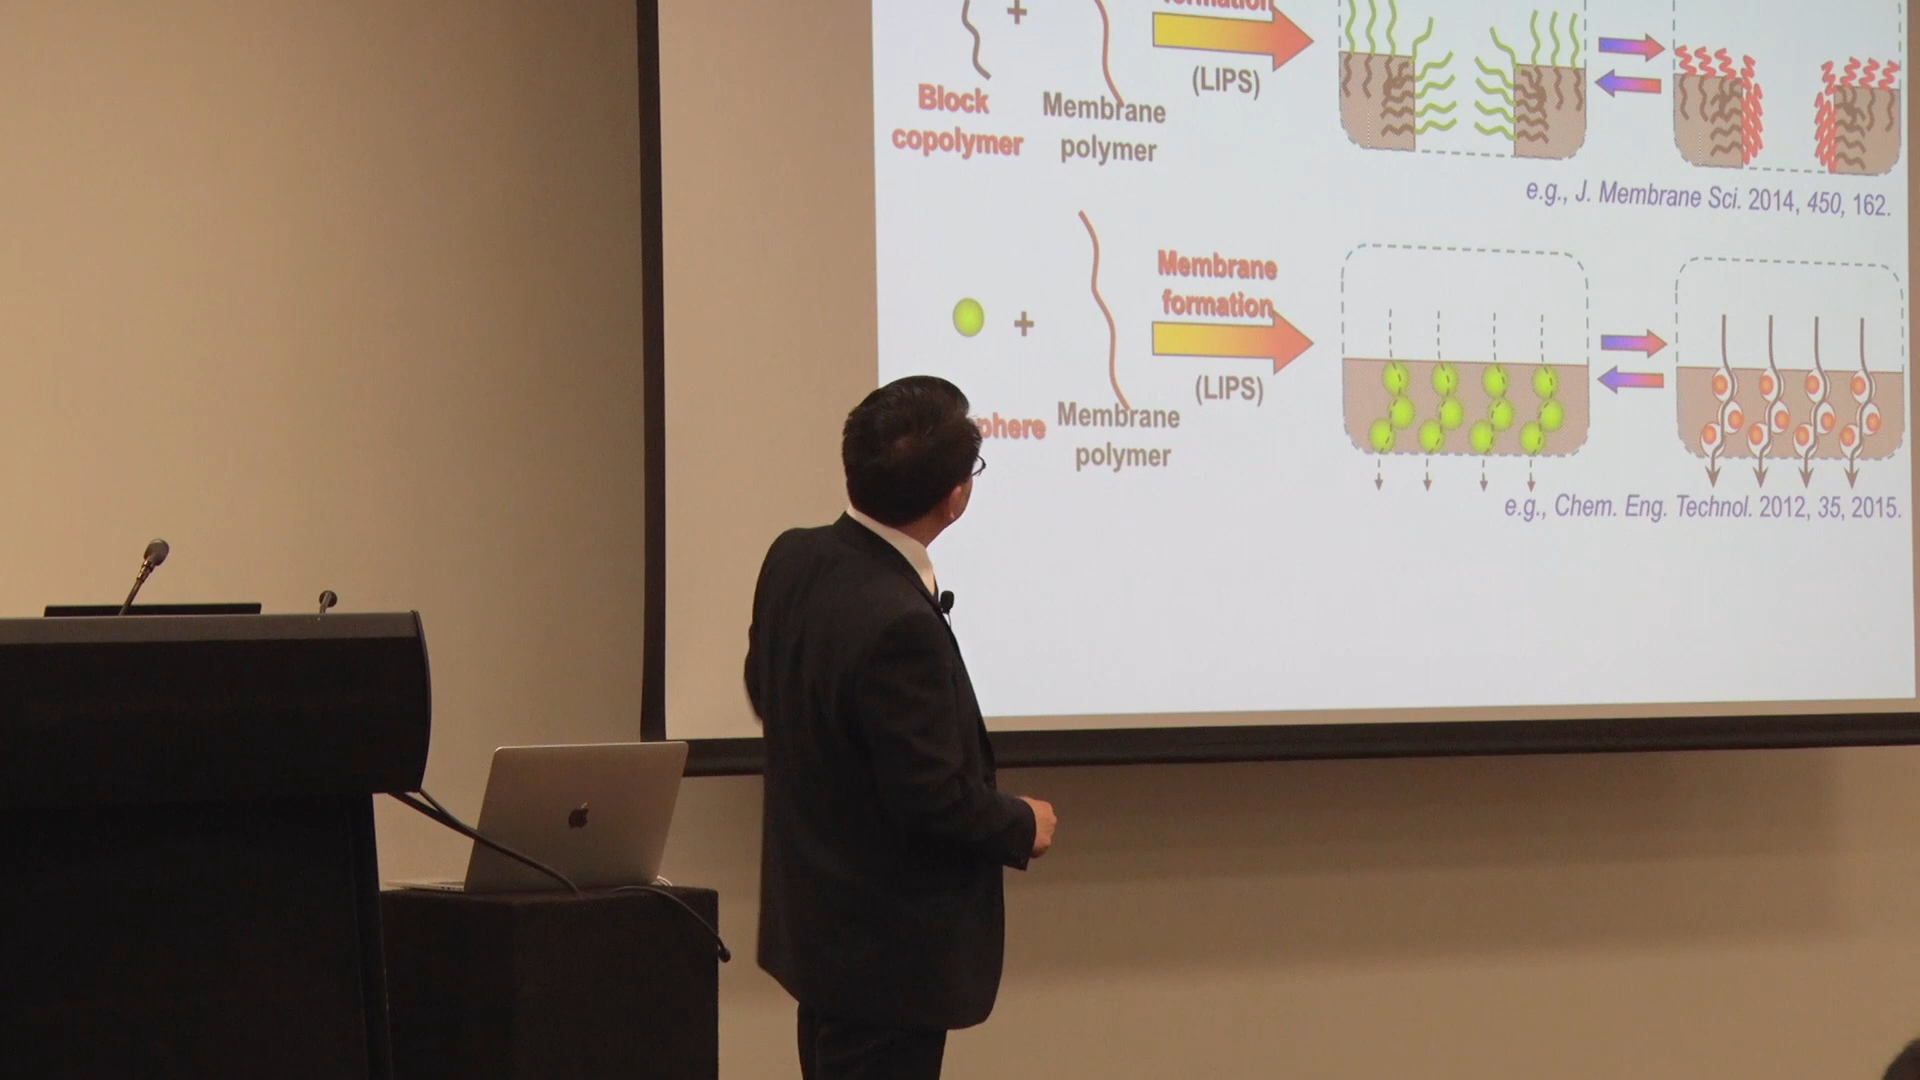 formation
(LIPS)
Block
copolymer
Membrane
polymer
e.g., J. Membrane Sci. 2014, 450, 162.
Membrane
formation
(LIPS)
phere
Membrane
polymer
e.g., Chem. Eng. Technol. 2012, 35, 2015.